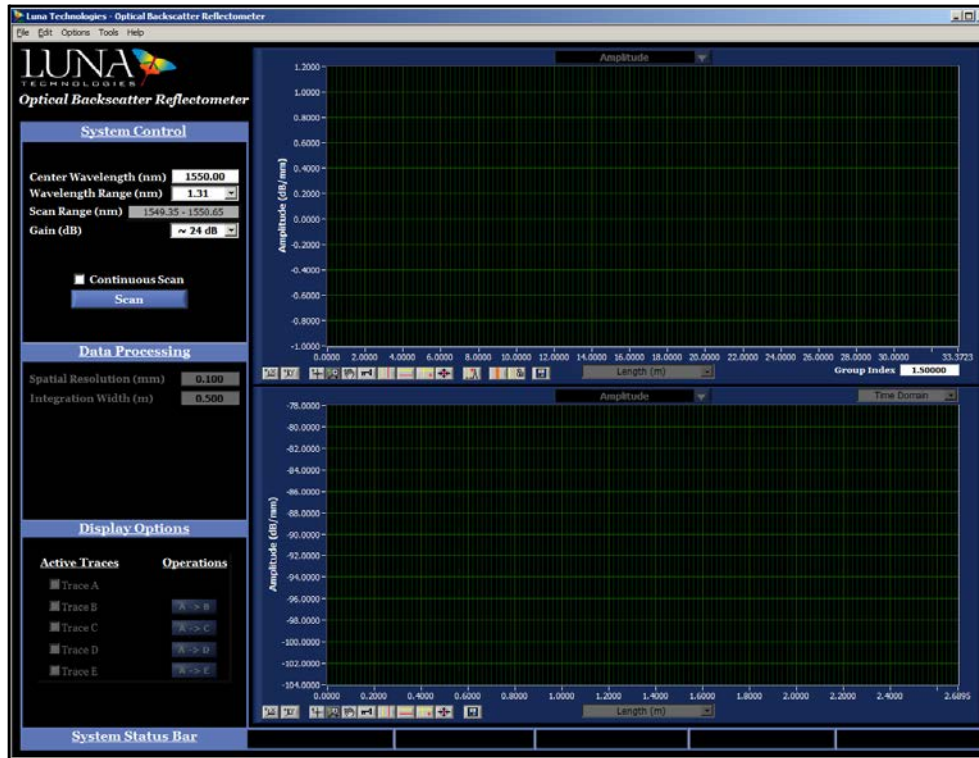 Luna Technologies - Optical Backscatter Reflectometer
File Edit Options Tools Help
LUNA
TECHNOLOGIES
Optical Backscatter Reflectometer
System Control
Center Wavelength (nm) 1550.00
Wavelength Range (nm) 1.31
Scan Range (nm) 1549.35 - 1550.65
Gain (dB) ~ 24 dB
Continuous Scan
Scan
Data Processing
Spatial Resolution (mm) 0.100
Integration Width (m) 0.500
Display Options
Active Traces Operations
Trace A
Trace B A -> B
Trace C A -> C
Trace D A -> D
Trace E A -> E
System Status Bar
Amplitude
Amplitude (dB/mm)
1.2000
1.0000
0.8000
0.6000
0.4000
0.2000
0.0000
-0.2000
-0.4000
-0.6000
-0.8000
-1.0000
0.0000 2.0000 4.0000 6.0000 8.0000 10.0000 12.0000 14.0000 16.0000 18.0000 20.0000 22.0000 24.0000 26.0000 28.0000 30.0000 33.3723
Length (m)
Group Index 1.50000
Amplitude
Time Domain
Amplitude (dB/mm)
-78.0000
-80.0000
-82.0000
-84.0000
-86.0000
-88.0000
-90.0000
-92.0000
-94.0000
-96.0000
-98.0000
-100.0000
-102.0000
-104.0000
0.0000 0.2000 0.4000 0.6000 0.8000 1.0000 1.2000 1.4000 1.6000 1.8000 2.0000 2.2000 2.4000 2.6895
Length (m)